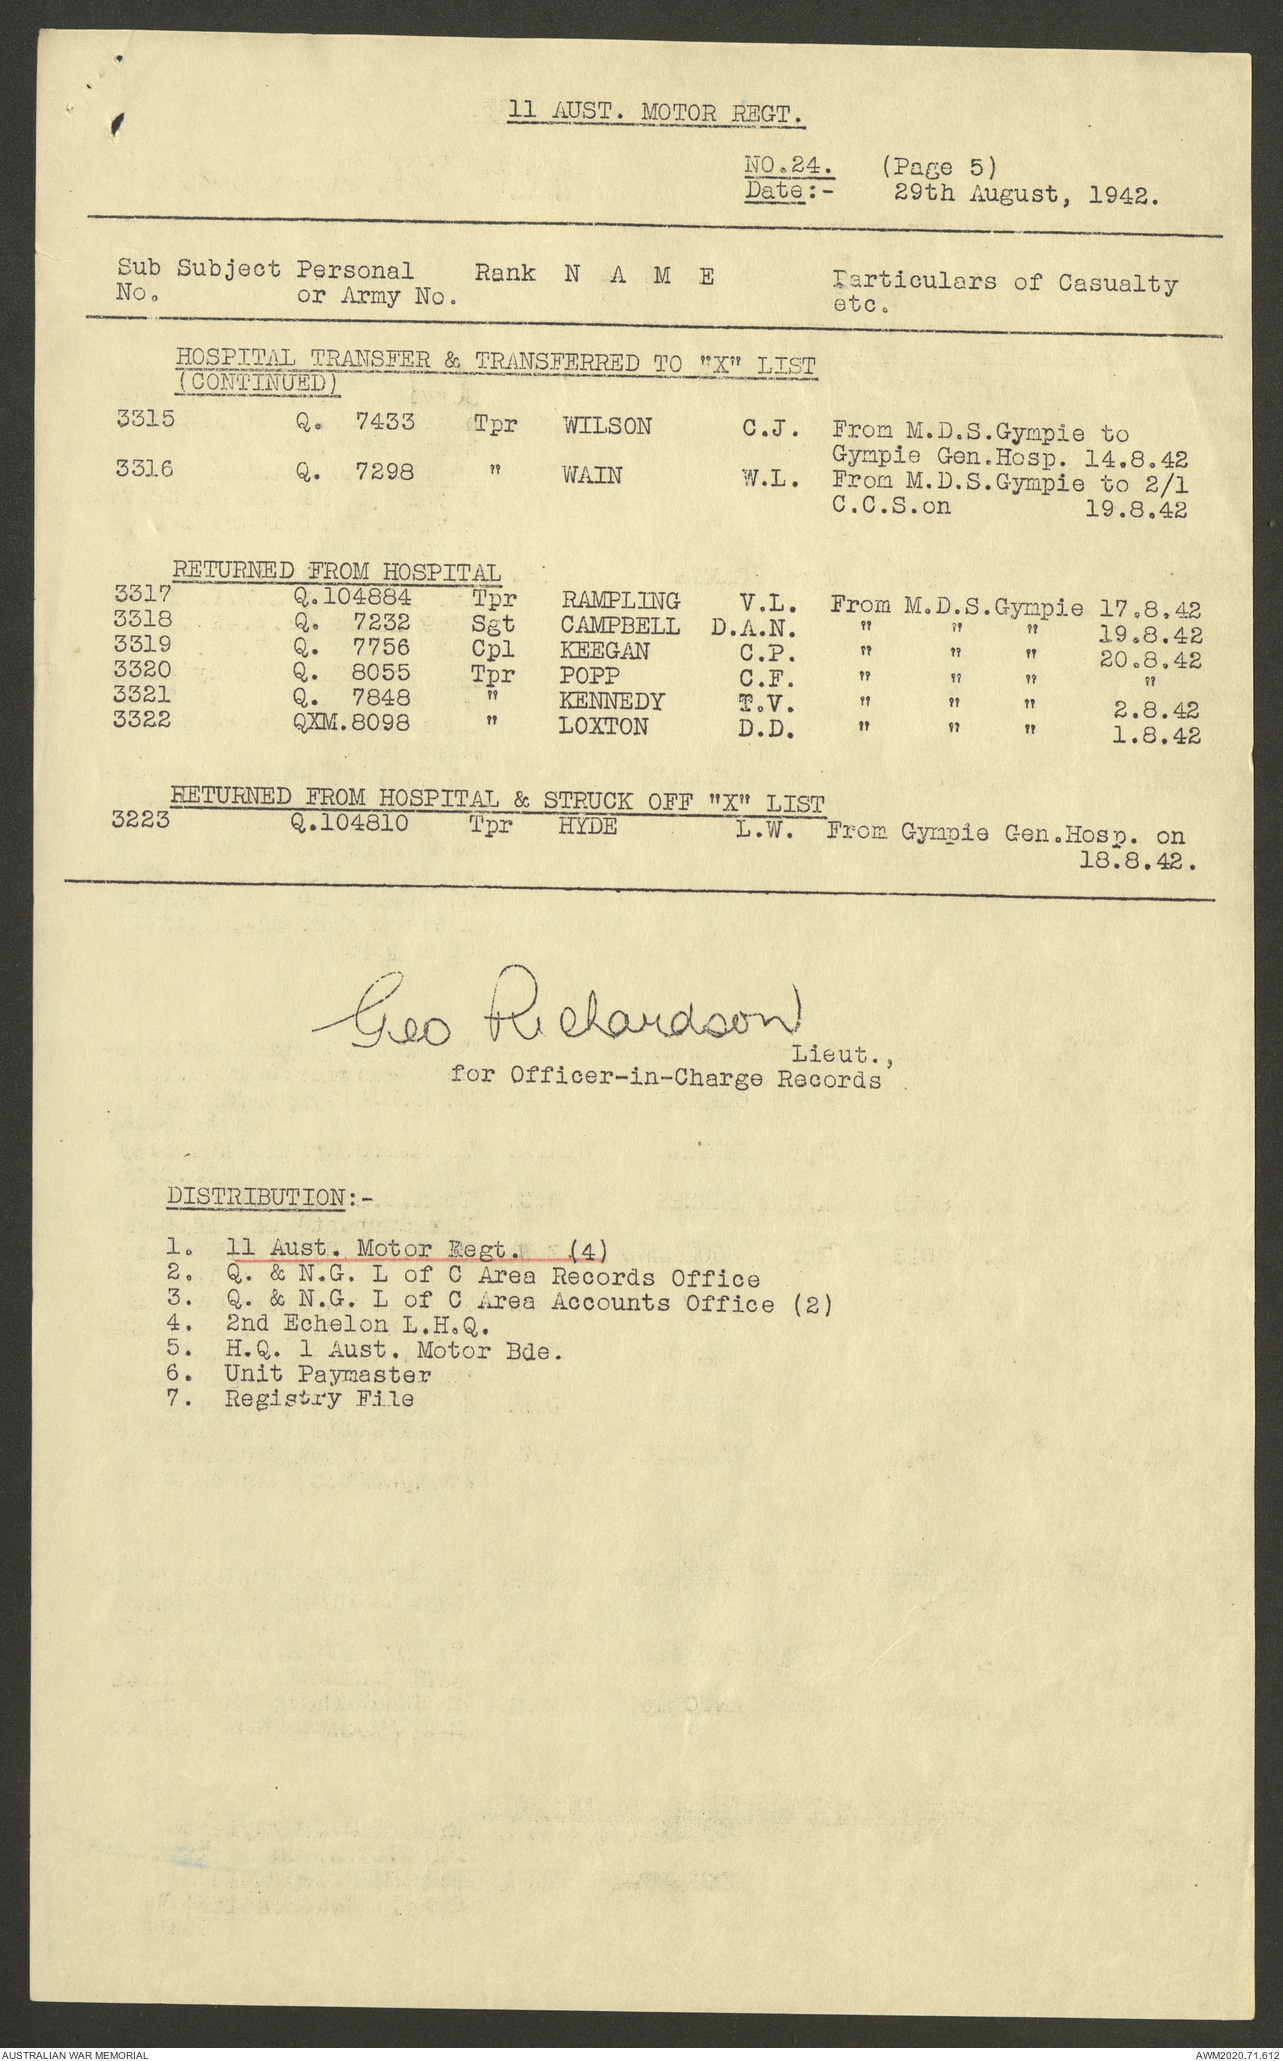 11 AUST. MOTOR REGT.
NO.24. (Page 5)
Date:- 29th August, 1942.
Sub Subject Personal Rank N A M E Particulars of Casualty
No. or Army No. etc.
HOSPITAL TRANSFER & TRANSFERRED TO "X" LIST
(CONTINUED)
3315 Q. 7433 Tpr WILSON C.J. From M.D.S.Gympie to
Gympie Gen.Hosp. 14.8.42
3316 Q. 7298 " WAIN W.L. From M.D.S.Gympie to 2/1
C.C.S.on 19.8.42
RETURNED FROM HOSPITAL
3317 Q.104884 Tpr RAMPLING V.L. From M.D.S.Gympie 17.8.42
3318 Q. 7232 Sgt CAMPBELL D.A.N. " " " 19.8.42
3319 Q. 7756 Cpl KEEGAN C.P. " " " 20.8.42
3320 Q. 8055 Tpr POPP C.F. " " " "
3321 Q. 7848 " KENNEDY T.V. " " " 2.8.42
3322 QXM.8098 " LOXTON D.D. " " " 1.8.42
RETURNED FROM HOSPITAL & STRUCK OFF "X" LIST
3223 Q.104810 Tpr HYDE L.W. From Gympie Gen.Hosp. on
18.8.42.
Geo Richardson
Lieut.,
for Officer-in-Charge Records
DISTRIBUTION:-
1. 11 Aust. Motor Regt. (4)
2. Q. & N.G. L of C Area Records Office
3. Q. & N.G. L of C Area Accounts Office (2)
4. 2nd Echelon L.H.Q.
5. H.Q. 1 Aust. Motor Bde.
6. Unit Paymaster
7. Registry File
AUSTRALIAN WAR MEMORIAL AWM2020.71.612